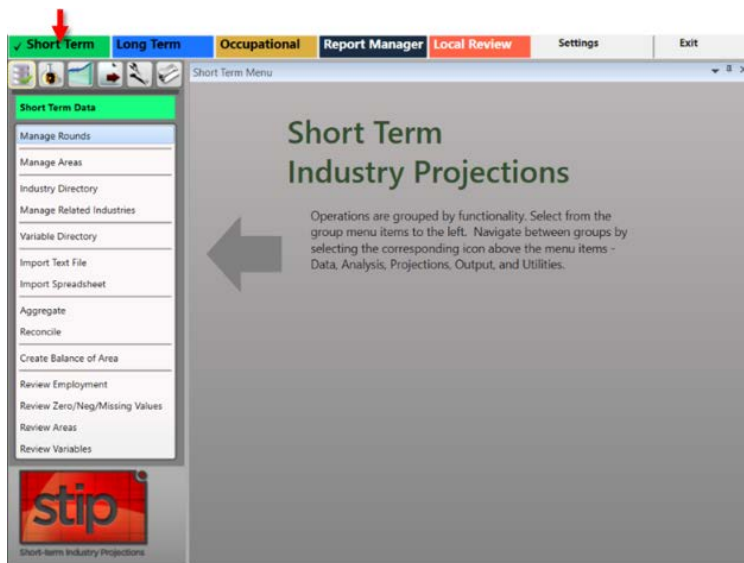 ✓ Short Term Long Term Occupational Report Manager Local Review Settings Exit
Short Term Menu
Short Term Data
Manage Rounds
Manage Areas
Industry Directory
Manage Related Industries
Variable Directory
Import Text File
Import Spreadsheet
Aggregate
Reconcile
Create Balance of Area
Review Employment
Review Zero/Neg/Missing Values
Review Areas
Review Variables
Short Term
Industry Projections
Operations are grouped by functionality. Select from the
group menu items to the left. Navigate between groups by
selecting the corresponding icon above the menu items -
Data, Analysis, Projections, Output, and Utilities.
stip
Short-term Industry Projections